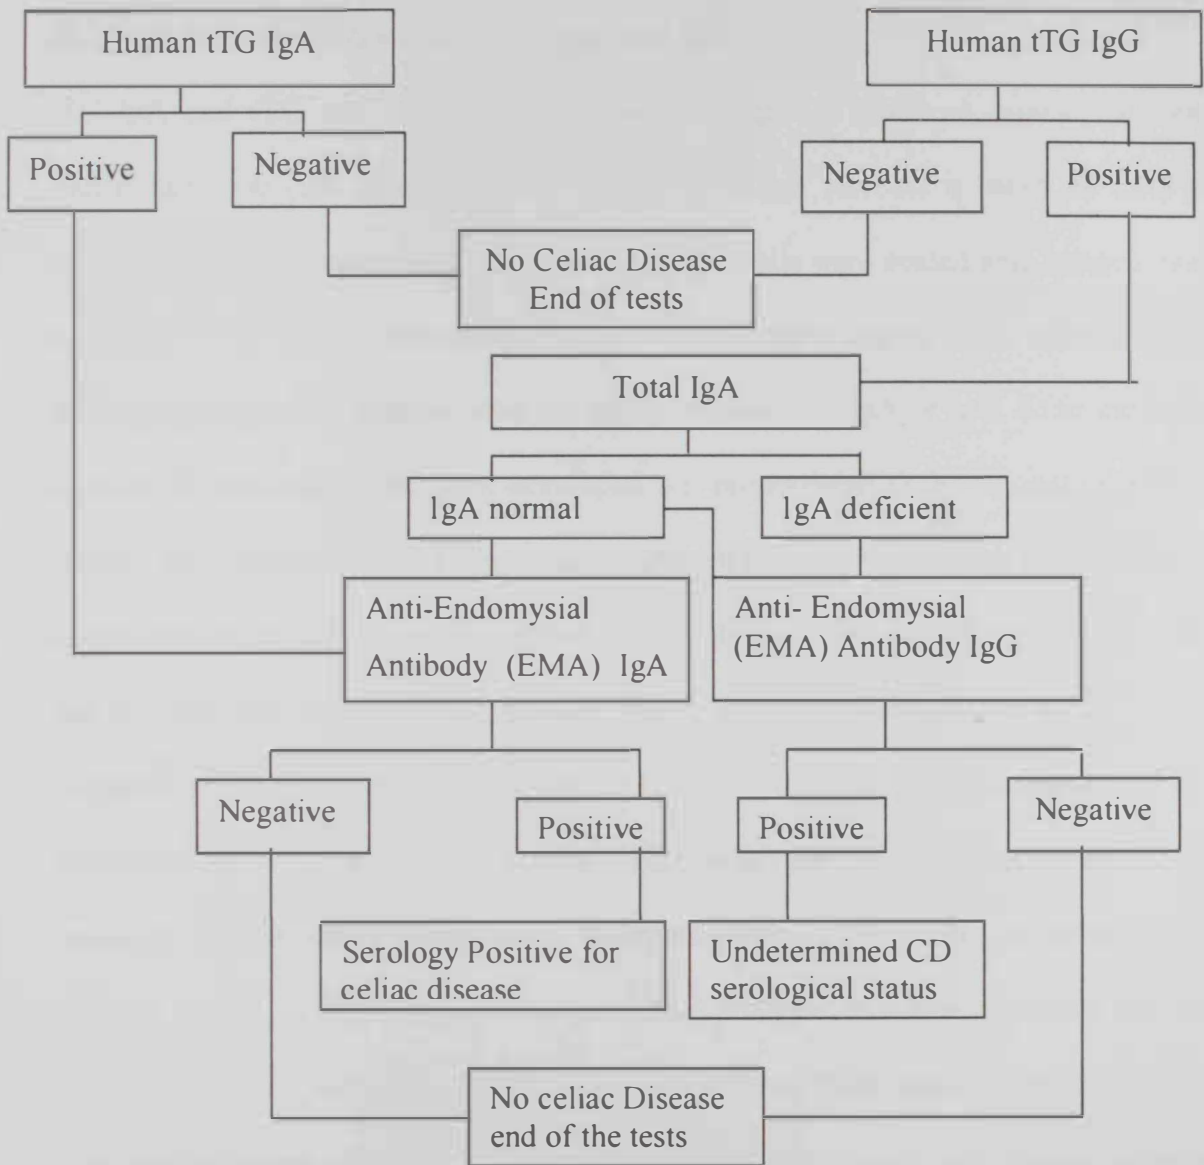 Human tTG IgA
Human tTG IgG
Positive
Negative
Negative
Positive
No Celiac Disease
End of tests
Total IgA
IgA normal
IgA deficient
Anti-Endomysial
Antibody (EMA) IgA
Anti- Endomysial
(EMA) Antibody IgG
Negative
Positive
Positive
Negative
Serology Positive for
celiac disease
Undetermined CD
serological status
No celiac Disease
end of the tests